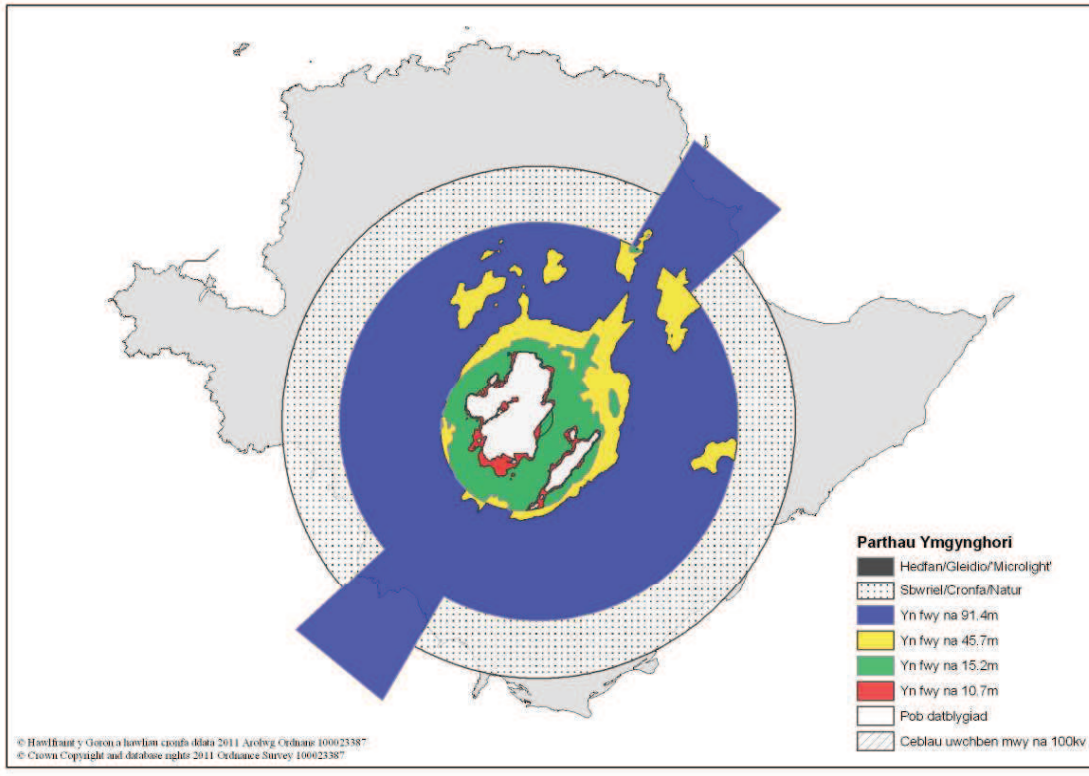 Parthau Ymgynghori
Hedfan/Gleidio/'Microlight'
Sbwriel/Cronfa/Natur
Yn fwy na 91.4m
Yn fwy na 45.7m
Yn fwy na 15.2m
Yn fwy na 10.7m
Pob datblygiad
Ceblau uwchben mwy na 100kv
© Hawlfraint y Goron a hawliau cronfa ddata 2011 Arolwg Ordnans 100023387
© Crown Copyright and database rights 2011 Ordnance Survey 100023387